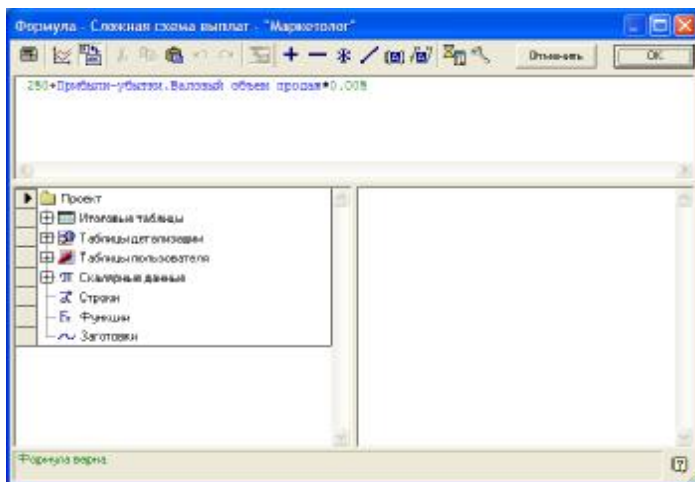 Формула - Сложная схема выплат - "Маркетолог"
Отменить OK
250+Прибыли-убытки.Валовый объем продаж*0.005
Проект
Итоговые таблицы
Таблицы детализации
Таблицы пользователя
Скалярные данные
Строки
Функции
Заготовки
Формула верна